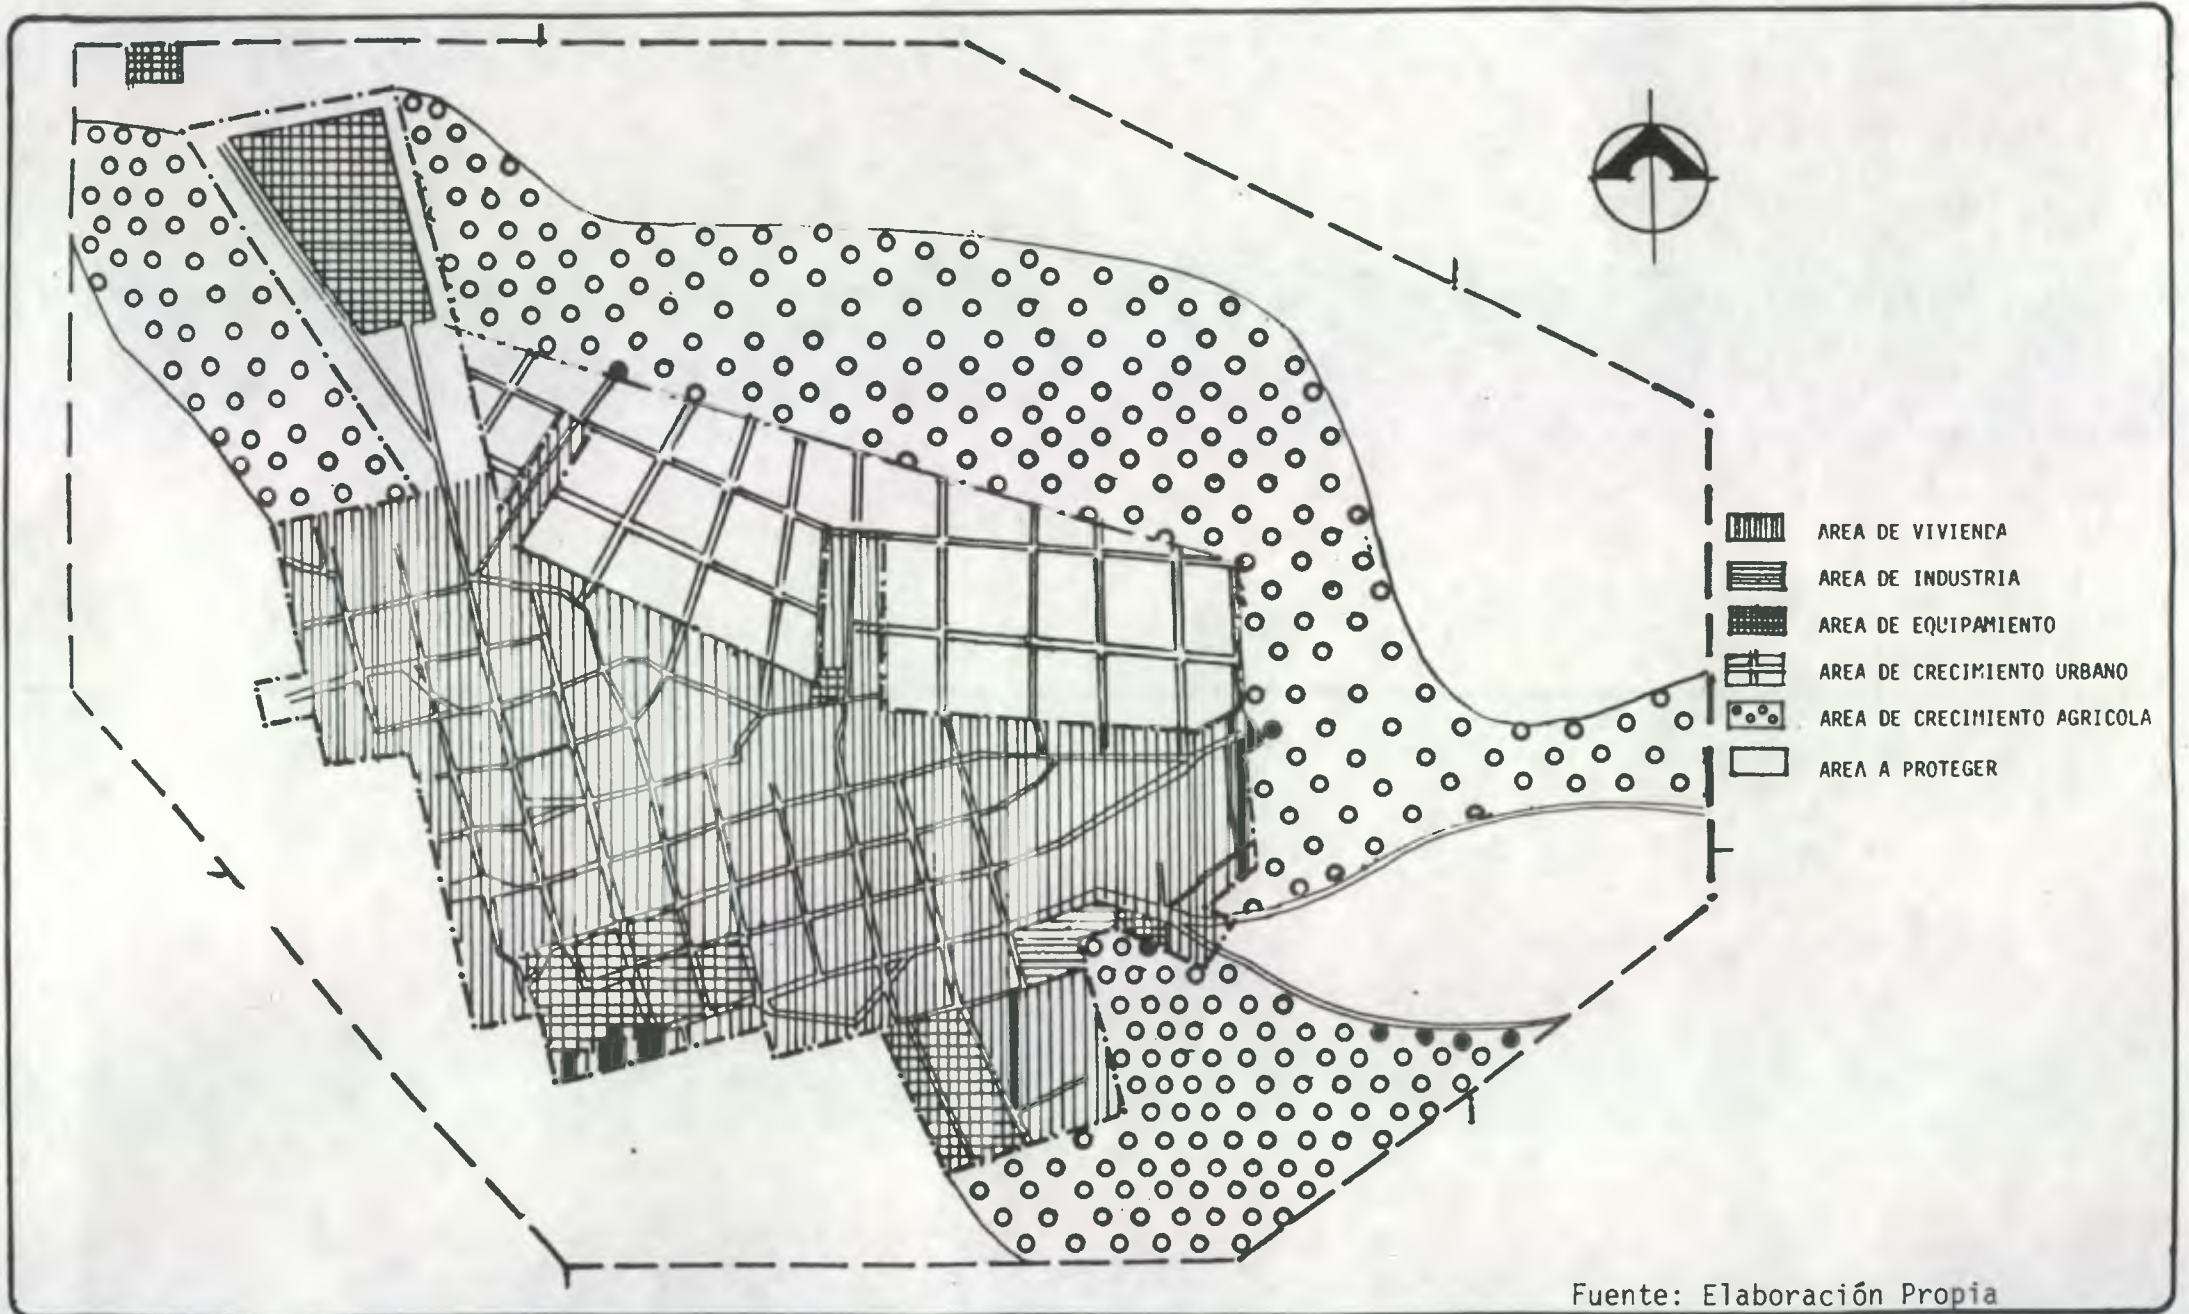 AREA DE VIVIENDA
AREA DE INDUSTRIA
AREA DE EQUIPAMIENTO
AREA DE CRECIMIENTO URBANO
AREA DE CRECIMIENTO AGRICOLA
AREA A PROTEGER
Fuente: Elaboración Propia